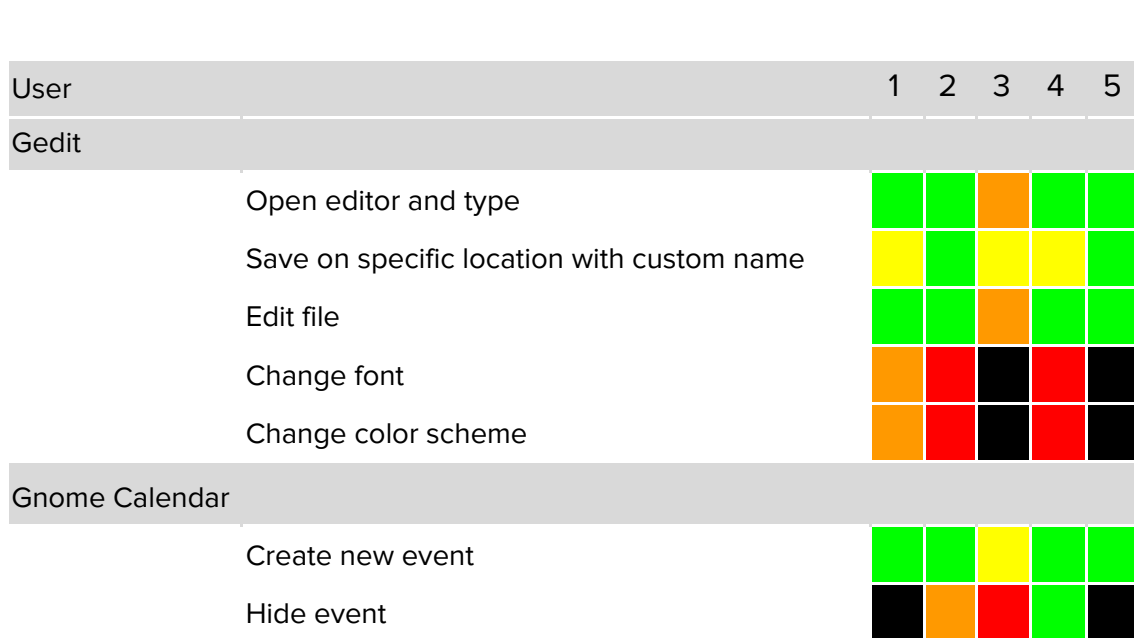 User 1 2 3 4 5
Gedit
Open editor and type
Save on specific location with custom name
Edit file
Change font
Change color scheme
Gnome Calendar
Create new event
Hide event